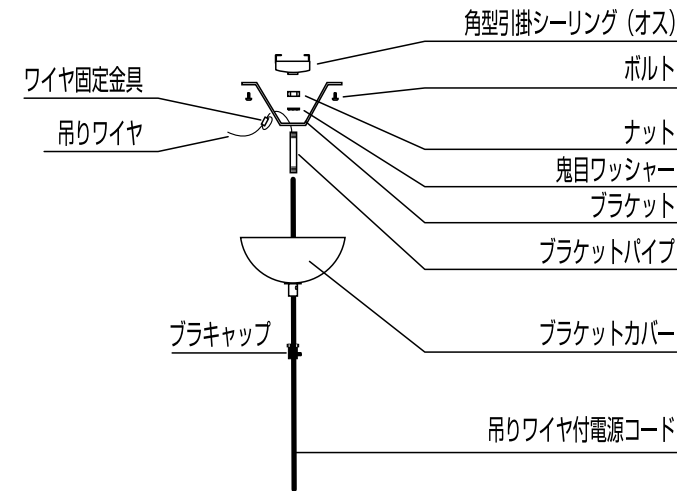 角型引掛シーリング（オス）
ボルト
ワイヤ固定金具
吊りワイヤ
ナット
鬼目ワッシャー
ブラケット
ブラケットパイプ
ブラキャップ
ブラケットカバー
吊りワイヤ付電源コード